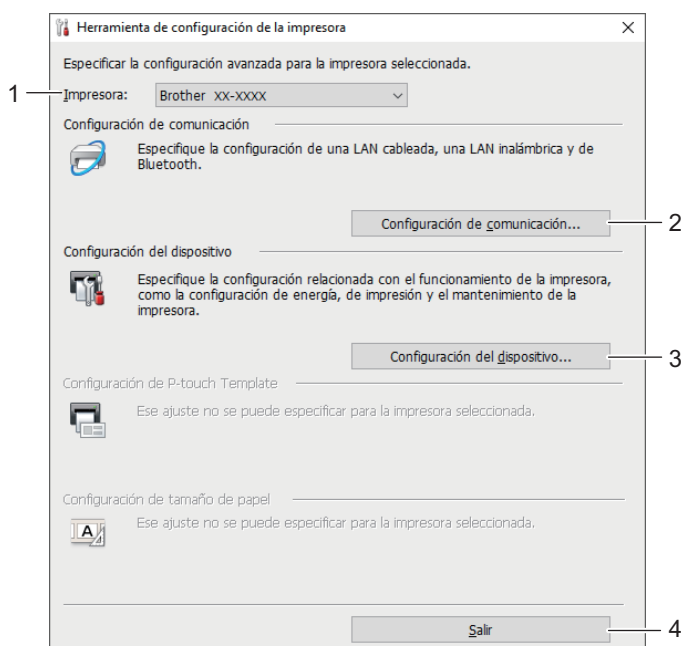 Herramienta de configuración de la impresora
Especificar la configuración avanzada para la impresora seleccionada.
1
Impresora: Brother XX-XXXX
Configuración de comunicación
Especifique la configuración de una LAN cableada, una LAN inalámbrica y de
Bluetooth.
Configuración de comunicación... 2
Configuración del dispositivo
Especifique la configuración relacionada con el funcionamiento de la impresora,
como la configuración de energía, de impresión y el mantenimiento de la
impresora.
Configuración del dispositivo... 3
Configuración de P-touch Template
Ese ajuste no se puede especificar para la impresora seleccionada.
Configuración de tamaño de papel
A
Ese ajuste no se puede especificar para la impresora seleccionada.
Salir 4